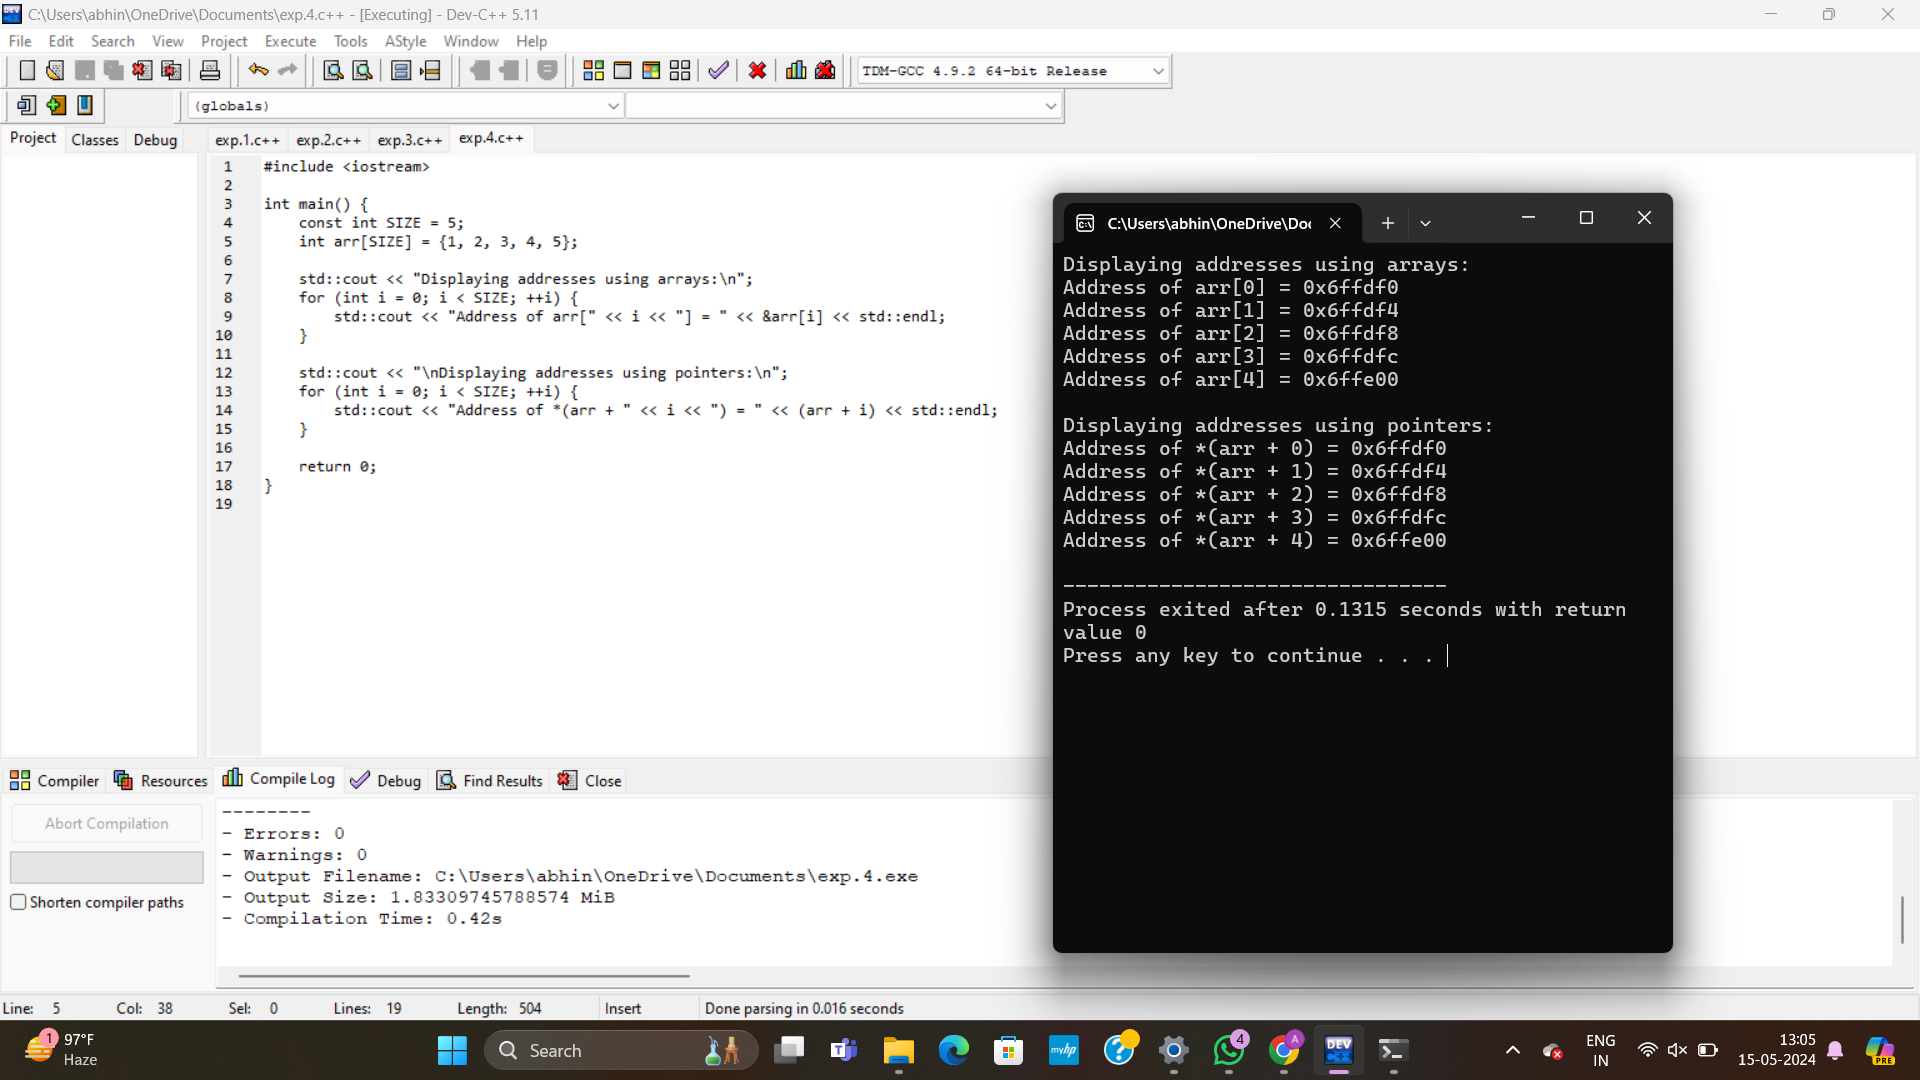 C:\Users\abhin\OneDrive\Documents\exp.4.c++ - [Executing] - Dev-C++ 5.11
File Edit Search View Project Execute Tools AStyle Window Help
TDM-GCC 4.9.2 64-bit Release
(globals)
Project Classes Debug
exp.1.c++ exp.2.c++ exp.3.c++ exp.4.c++
1 #include <iostream>
2
3 int main() {
4 const int SIZE = 5;
5 int arr[SIZE] = {1, 2, 3, 4, 5};
6
7 std::cout << "Displaying addresses using arrays:\n";
8 for (int i = 0; i < SIZE; ++i) {
9 std::cout << "Address of arr[" << i << "] = " << &arr[i] << std::endl;
10 }
11
12 std::cout << "\nDisplaying addresses using pointers:\n";
13 for (int i = 0; i < SIZE; ++i) {
14 std::cout << "Address of *(arr + " << i << ") = " << (arr + i) << std::endl;
15 }
16
17 return 0;
18 }
19
C:\Users\abhin\OneDrive\Doc
Displaying addresses using arrays:
Address of arr[0] = 0x6ffdf0
Address of arr[1] = 0x6ffdf4
Address of arr[2] = 0x6ffdf8
Address of arr[3] = 0x6ffdfc
Address of arr[4] = 0x6ffe00
Displaying addresses using pointers:
Address of *(arr + 0) = 0x6ffdf0
Address of *(arr + 1) = 0x6ffdf4
Address of *(arr + 2) = 0x6ffdf8
Address of *(arr + 3) = 0x6ffdfc
Address of *(arr + 4) = 0x6ffe00
--------------------------------
Process exited after 0.1315 seconds with return
value 0
Press any key to continue . . .
Compiler Resources Compile Log Debug Find Results Close
Abort Compilation
Shorten compiler paths
--------
- Errors: 0
- Warnings: 0
- Output Filename: C:\Users\abhin\OneDrive\Documents\exp.4.exe
- Output Size: 1.83309745788574 MiB
- Compilation Time: 0.42s
Line: 5 Col: 38 Sel: 0 Lines: 19 Length: 504 Insert Done parsing in 0.016 seconds
1
97°F
Haze
Search
myhp
4
A
DEV
C++
ENG
IN
13:05
15-05-2024
PRE